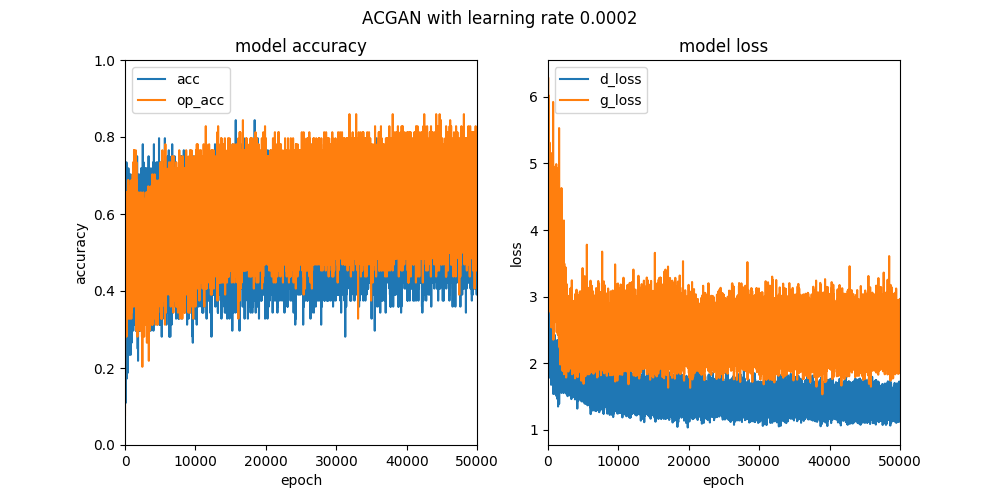 ACGAN with learning rate 0.0002
model accuracy
acc
op_acc
1.0
0.8
0.6
0.4
0.2
0.0
accuracy
0 10000 20000 30000 40000 50000
epoch
model loss
d_loss
g_loss
6
5
4
3
2
1
loss
0 10000 20000 30000 40000 50000
epoch